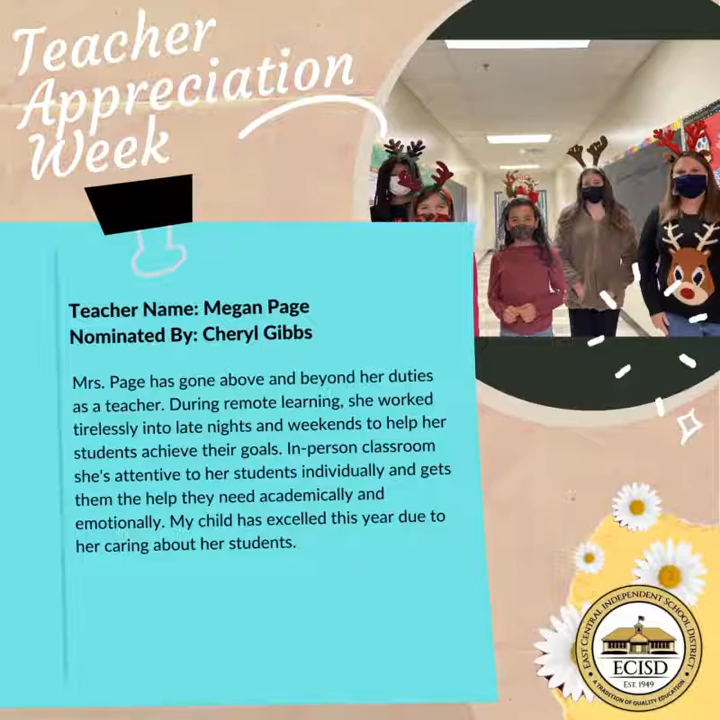 Teacher
Appreciation
Week
Teacher Name: Megan Page
Nominated By: Cheryl Gibbs
Mrs. Page has gone above and beyond her duties
as a teacher. During remote learning, she worked
tirelessly into late nights and weekends to help her
students achieve their goals. In-person classroom
she's attentive to her students individually and gets
them the help they need academically and
emotionally. My child has excelled this year due to
her caring about her students.
EAST CENTRAL INDEPENDENT SCHOOL DISTRICT
ECISD
EST. 1949
A TRADITION OF QUALITY EDUCATION